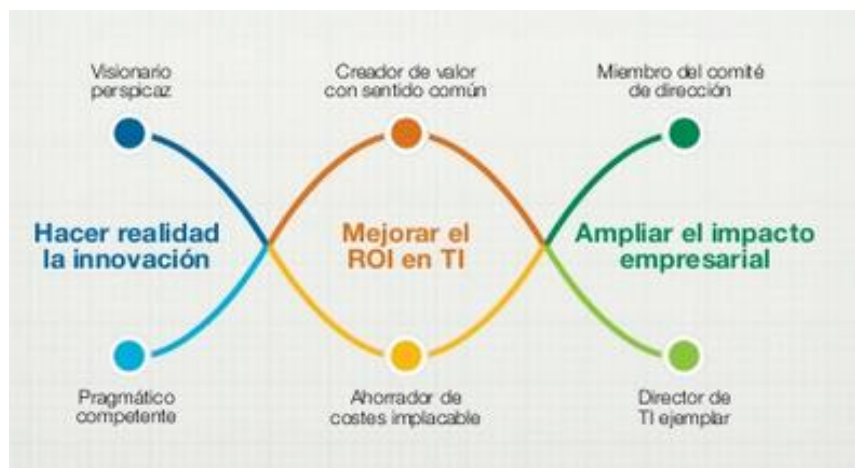 Visionario
perspicaz
Creador de valor
con sentido común
Miembro del comité
de dirección
Hacer realidad
la innovación
Mejorar el
ROI en TI
Ampliar el impacto
empresarial
Pragmático
competente
Ahorrador de
costes implacable
Director de
TI ejemplar